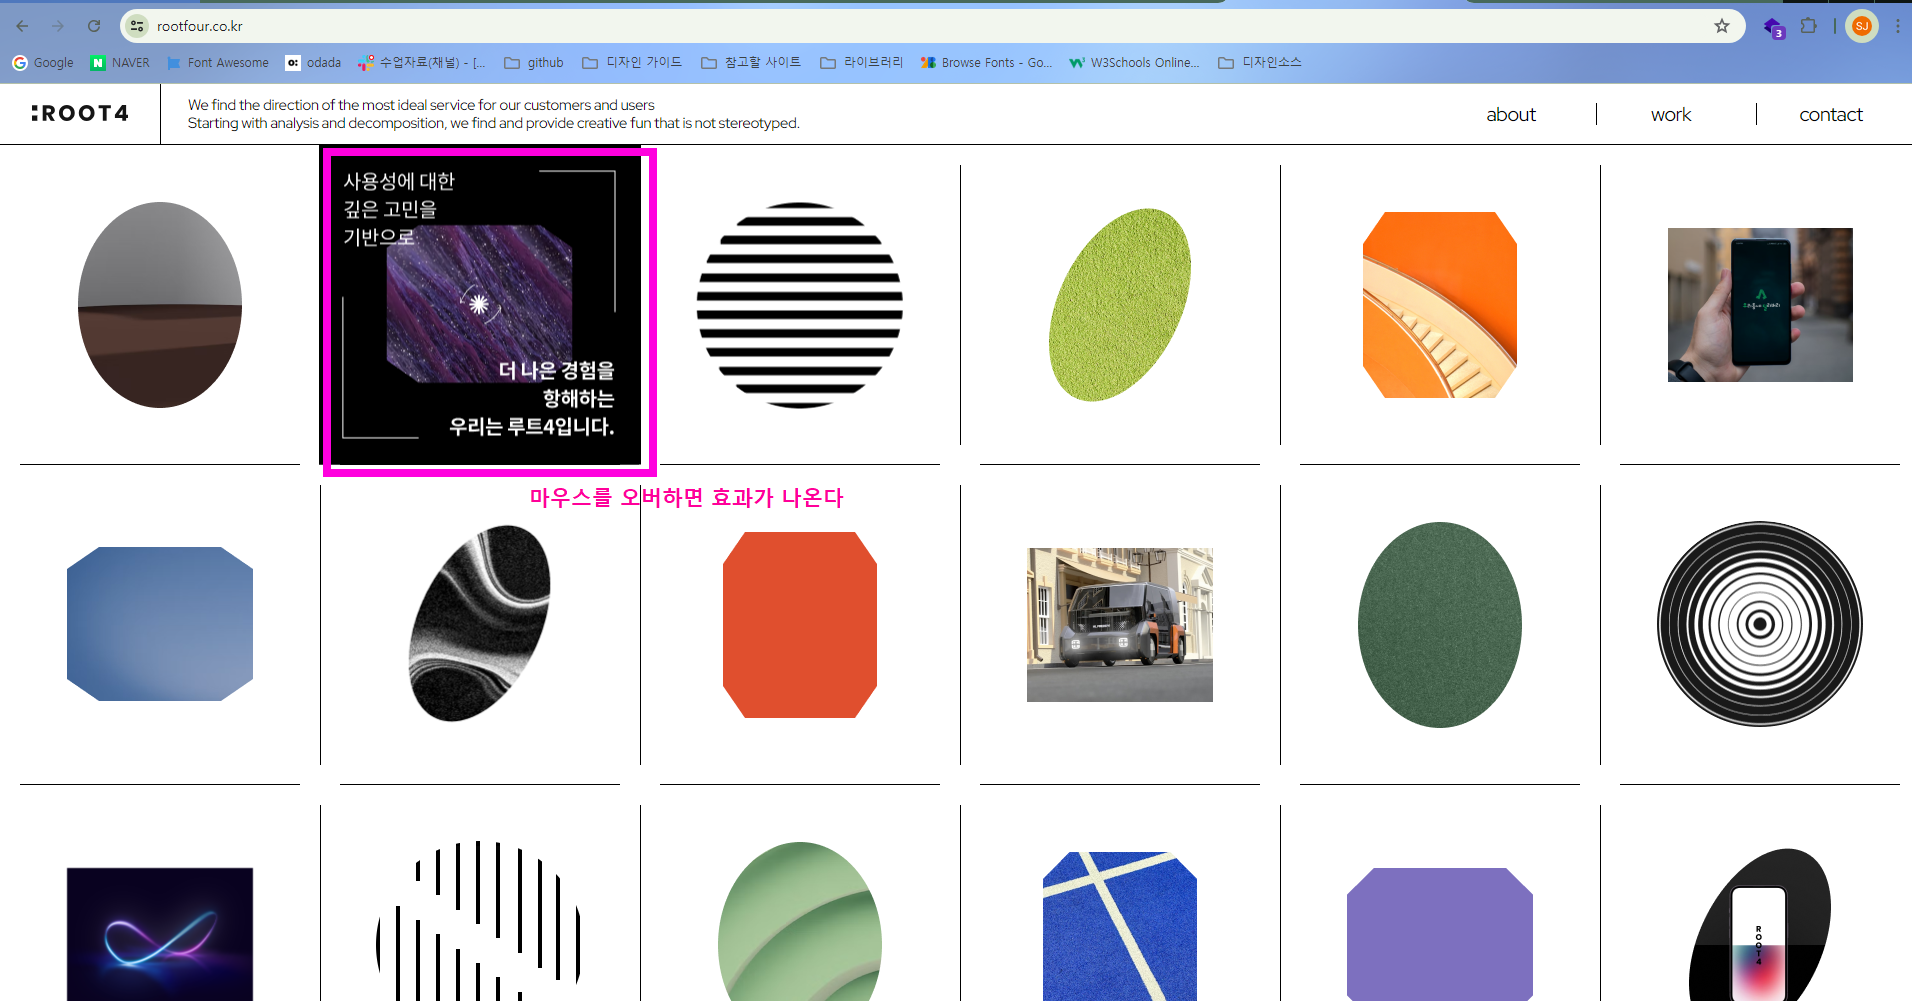 rootfour.co.kr
3
SJ
Google
NAVER
Font Awesome
odada
수업자료(채널) - [...
github
디자인 가이드
참고할 사이트
라이브러리
Browse Fonts - Go...
W3Schools Online...
디자인소스
:ROOT4
We find the direction of the most ideal service for our customers and users
Starting with analysis and decomposition, we find and provide creative fun that is not stereotyped.
about
work
contact
사용성에 대한
깊은 고민을
기반으로
더 나은 경험을
항해하는
우리는 루트4입니다.
마우스를 오버하면 효과가 나온다
ROOT4